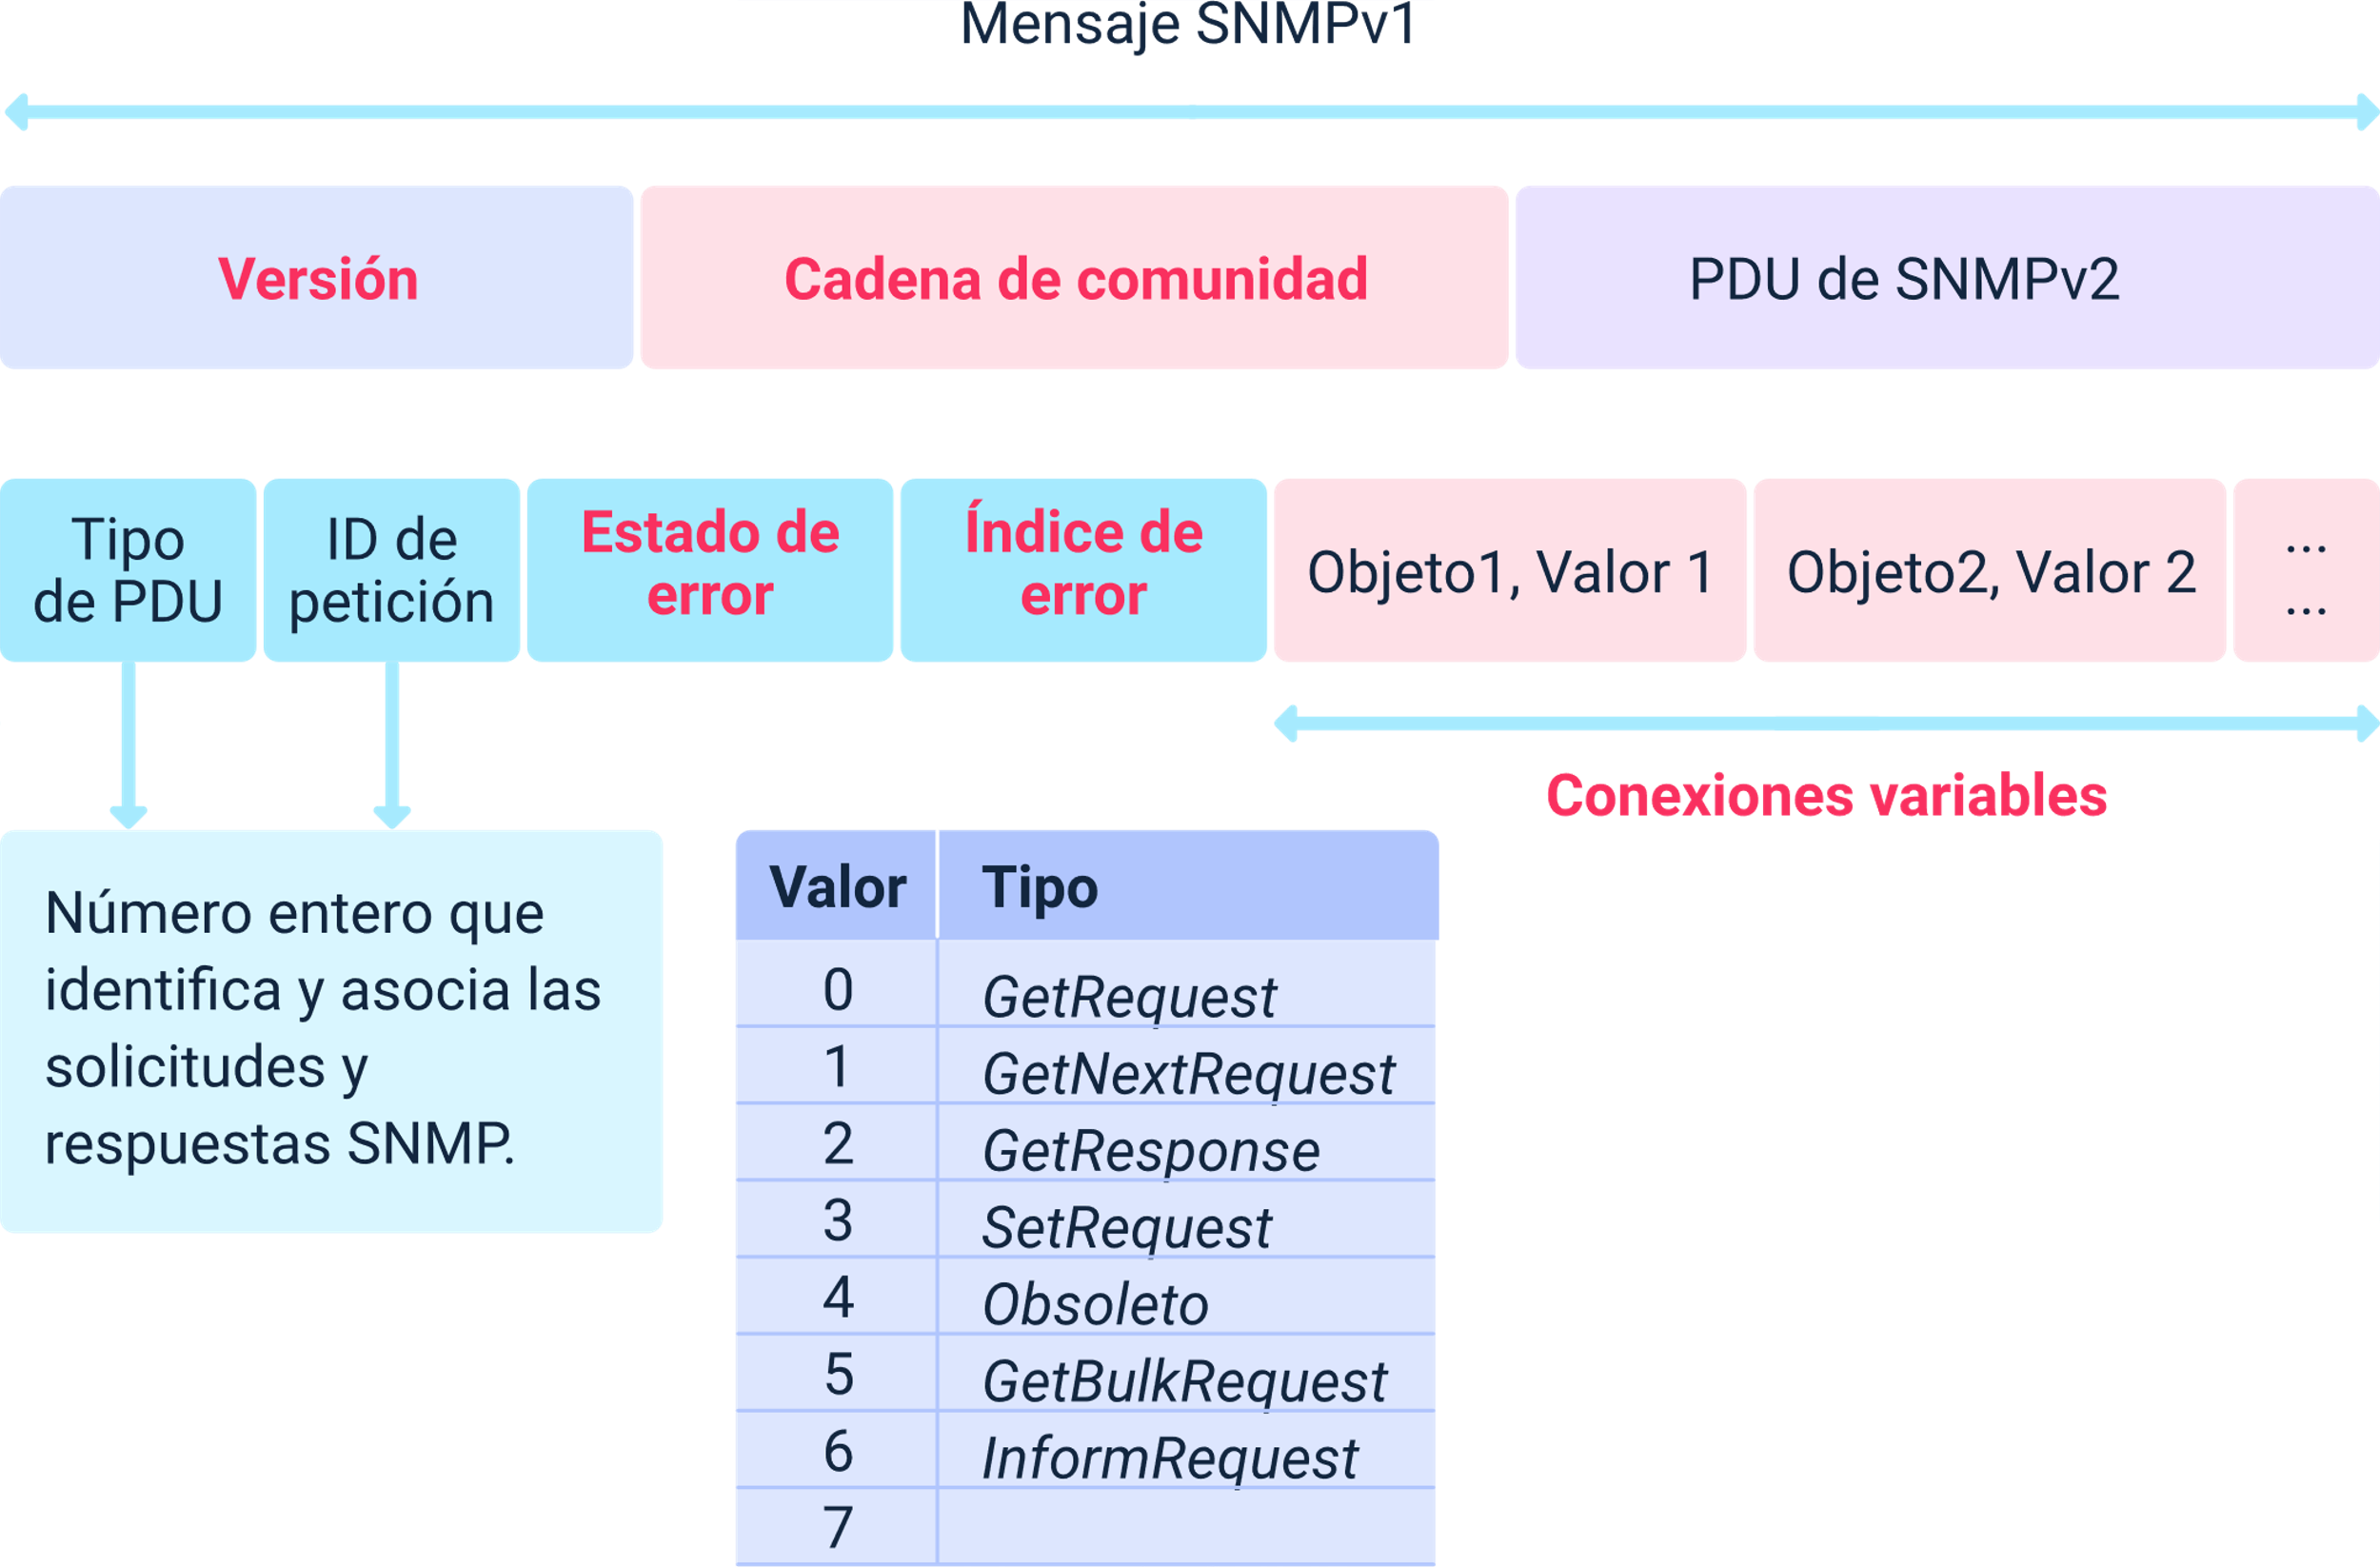 Mensaje SNMPv1
Versión
Cadena de comunidad
PDU de SNMPv2
Tipo
de PDU
ID de
petición
Estado de
error
Índice de
error
Objeto1, Valor 1
Objeto2, Valor 2
...
...
Conexiones variables
Número entero que
identifica y asocia las
solicitudes y
respuestas SNMP.
Valor Tipo
0 GetRequest
1 GetNextRequest
2 GetResponse
3 SetRequest
4 Obsoleto
5 GetBulkRequest
6 InformRequest
7